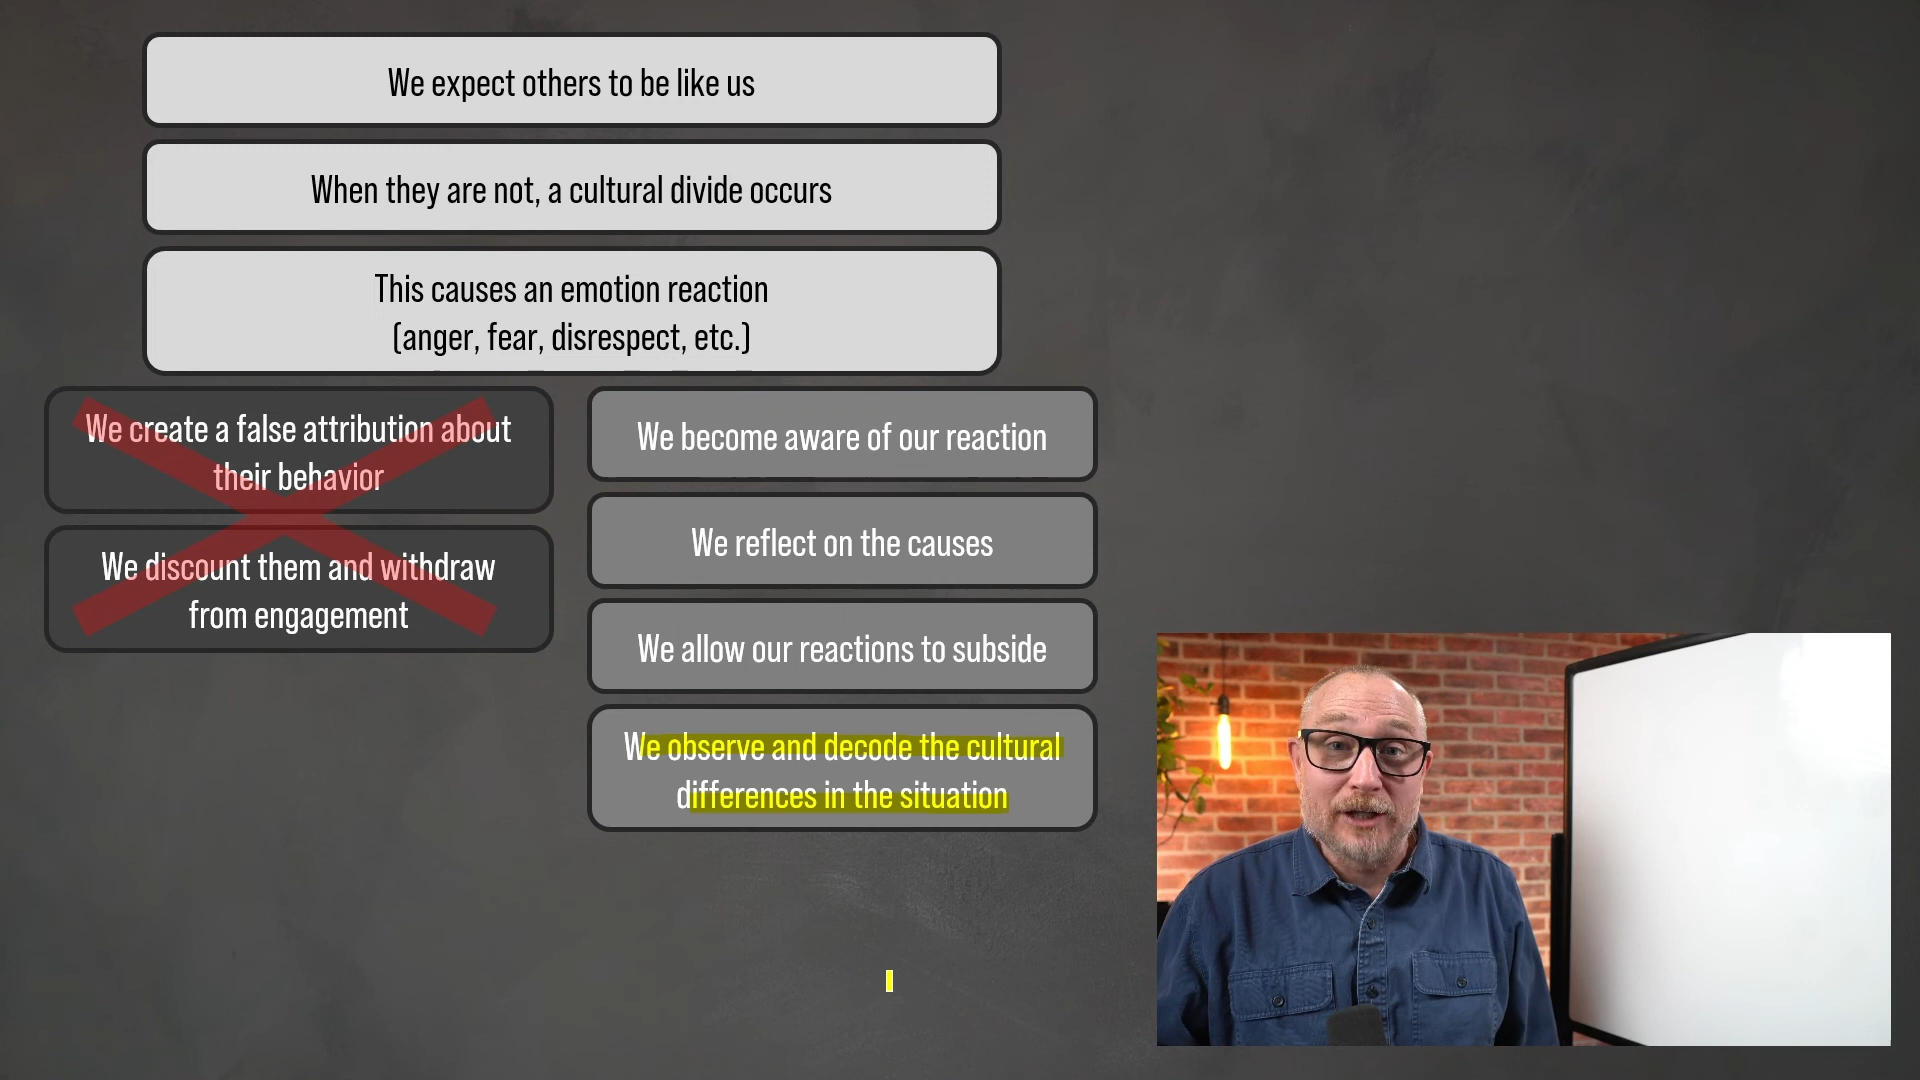 We expect others to be like us
When they are not, a cultural divide occurs
This causes an emotion reaction
(anger, fear, disrespect, etc.)
We create a false attribution about
their behavior
We discount them and withdraw
from engagement
We become aware of our reaction
We reflect on the causes
We allow our reactions to subside
We observe and decode the cultural
differences in the situation